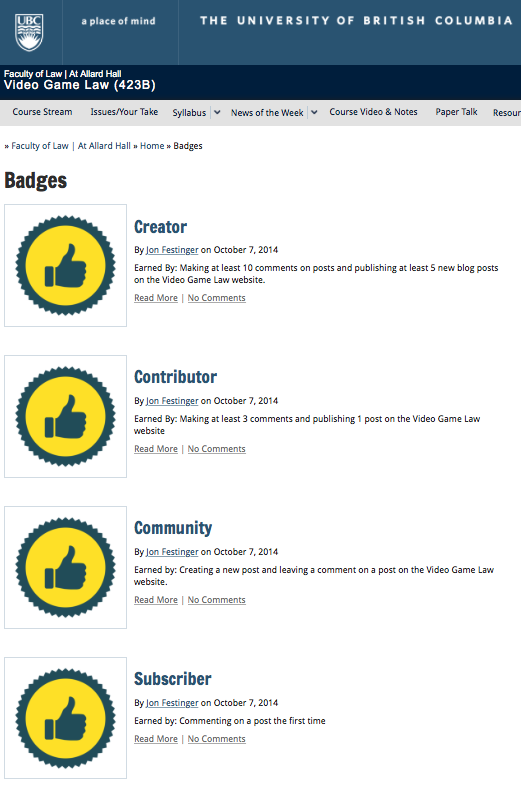 UBC
a place of mind
THE UNIVERSITY OF BRITISH COLUMBIA
Faculty of Law | At Allard Hall
Video Game Law (423B)
Course Stream Issues/Your Take Syllabus News of the Week Course Video & Notes Paper Talk Resour
» Faculty of Law | At Allard Hall » Home » Badges
Badges
Creator
By Jon Festinger on October 7, 2014
Earned By: Making at least 10 comments on posts and publishing at least 5 new blog posts
on the Video Game Law website.
Read More | No Comments
Contributor
By Jon Festinger on October 7, 2014
Earned By: Making at least 3 comments and publishing 1 post on the Video Game Law
website
Read More | No Comments
Community
By Jon Festinger on October 7, 2014
Earned by: Creating a new post and leaving a comment on a post on the Video Game Law
website.
Read More | No Comments
Subscriber
By Jon Festinger on October 7, 2014
Earned by: Commenting on a post the first time
Read More | No Comments